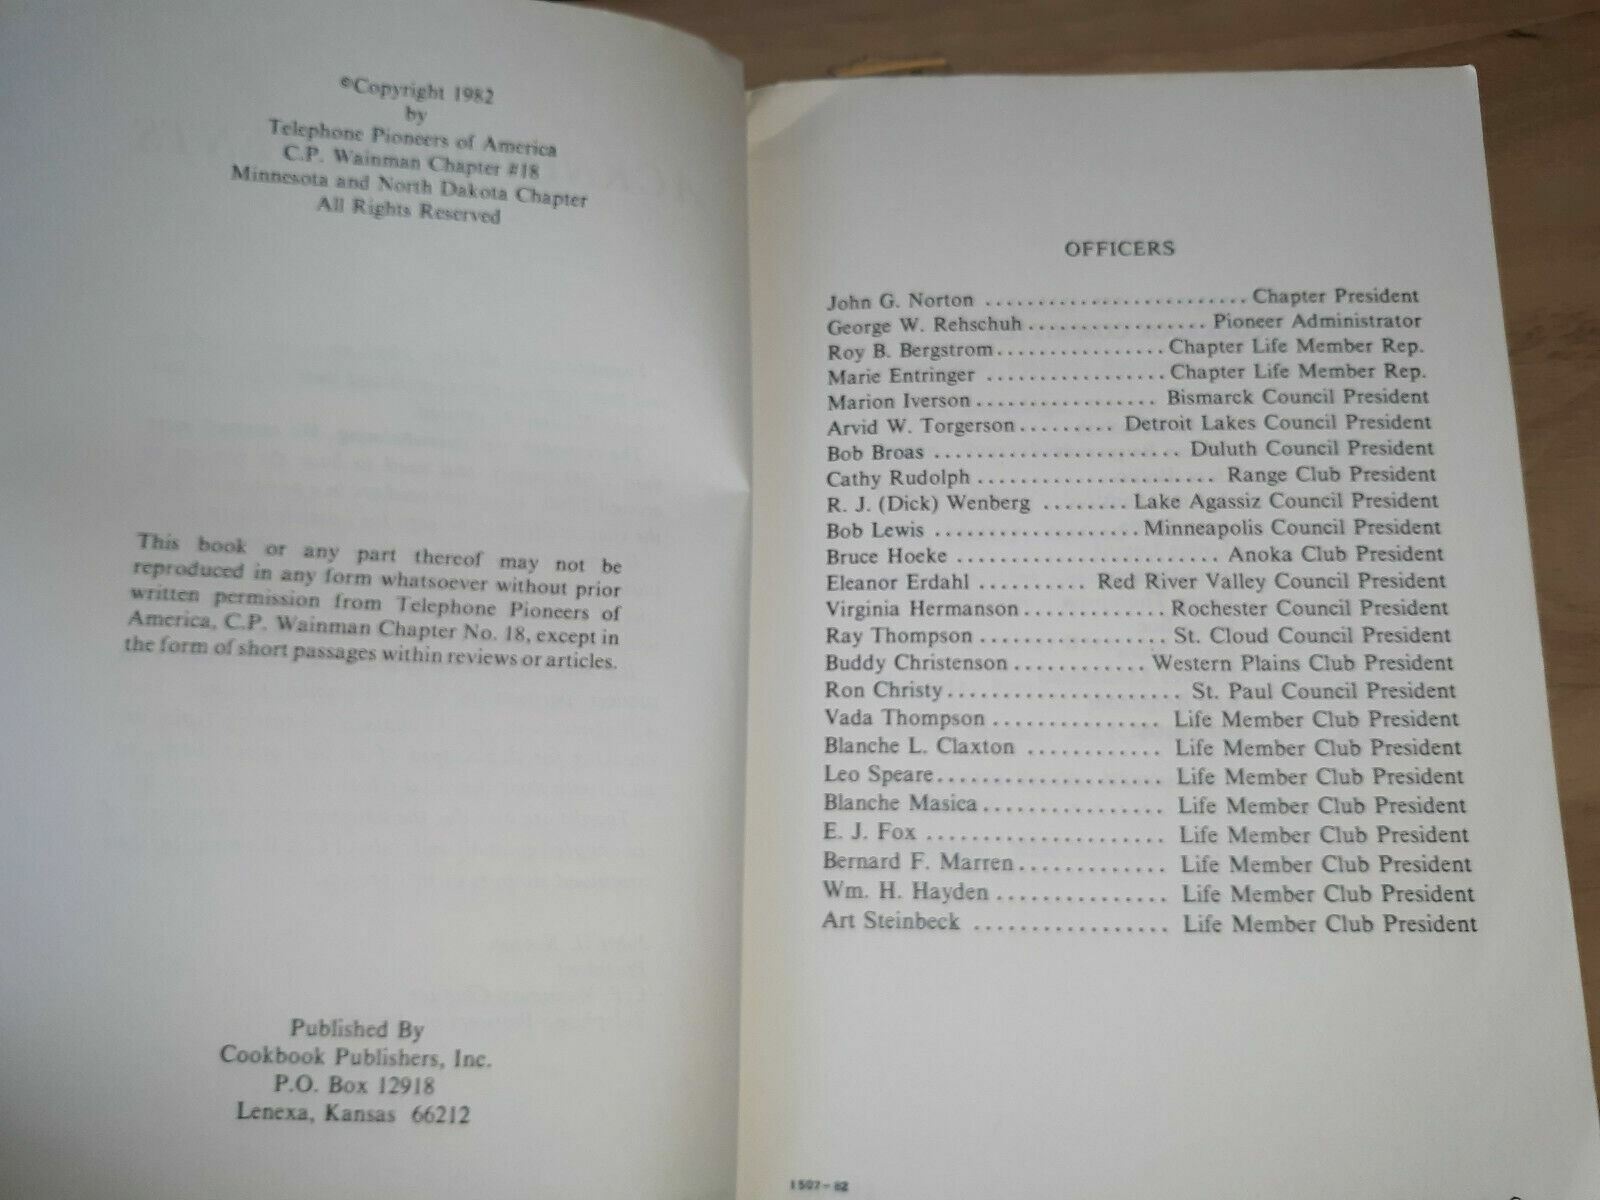 ©Copyright 1982
by
Telephone Pioneers of America
C.P. Wainman Chapter #18
Minnesota and North Dakota Chapter
All Rights Reserved
This book or any part thereof may not be
reproduced in any form whatsoever without prior
written permission from Telephone Pioneers of
America, C.P. Wainman Chapter No. 18, except in
the form of short passages within reviews or articles.
Published By
Cookbook Publishers, Inc.
P.O. Box 12918
Lenexa, Kansas 66212
OFFICERS
John G. Norton ......................... Chapter President
George W. Rehschuh ................. Pioneer Administrator
Roy B. Bergstrom ................ Chapter Life Member Rep.
Marie Entringer ................. Chapter Life Member Rep.
Marion Iverson ................. Bismarck Council President
Arvid W. Torgerson ......... Detroit Lakes Council President
Bob Broas ........................ Duluth Council President
Cathy Rudolph ....................... Range Club President
R. J. (Dick) Wenberg ........ Lake Agassiz Council President
Bob Lewis .................... Minneapolis Council President
Bruce Hoeke ......................... Anoka Club President
Eleanor Erdahl .......... Red River Valley Council President
Virginia Hermanson ............. Rochester Council President
Ray Thompson .................. St. Cloud Council President
Buddy Christenson ............ Western Plains Club President
Ron Christy ...................... St. Paul Council President
Vada Thompson ................ Life Member Club President
Blanche L. Claxton ............ Life Member Club President
Leo Speare ..................... Life Member Club President
Blanche Masica ................. Life Member Club President
E. J. Fox ...................... Life Member Club President
Bernard F. Marren .............. Life Member Club President
Wm. H. Hayden ................ Life Member Club President
Art Steinbeck .................. Life Member Club President
1507-82